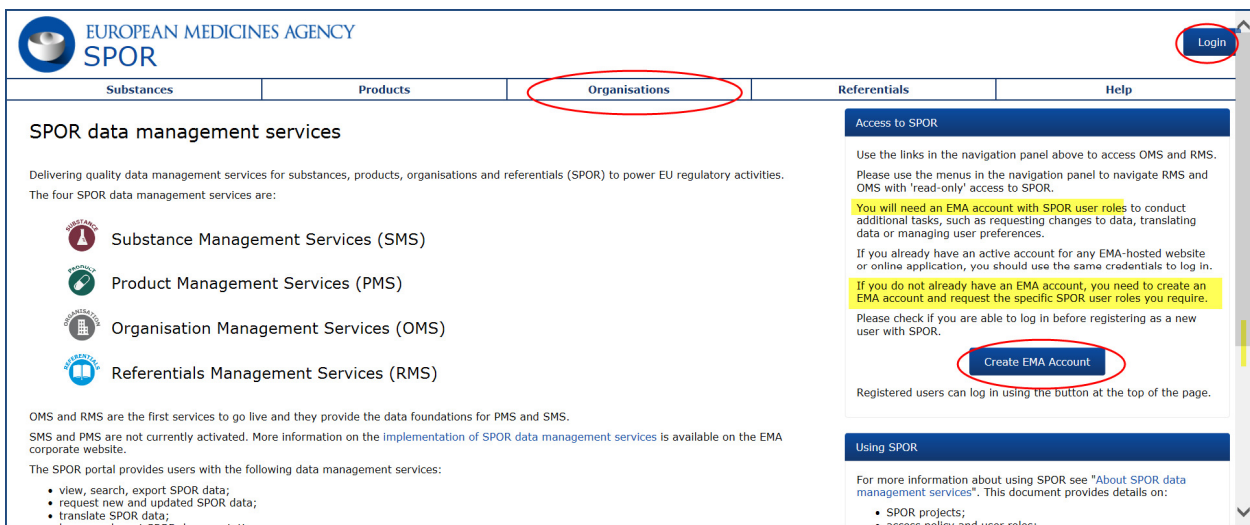 EUROPEAN MEDICINES AGENCY
SPOR
Login
Substances
Products
Organisations
Referentials
Help
SPOR data management services
Delivering quality data management services for substances, products, organisations and referentials (SPOR) to power EU regulatory activities.
The four SPOR data management services are:
SUBSTANCE
Substance Management Services (SMS)
PRODUCT
Product Management Services (PMS)
ORGANISATION
Organisation Management Services (OMS)
REFERENTIALS
Referentials Management Services (RMS)
OMS and RMS are the first services to go live and they provide the data foundations for PMS and SMS.
SMS and PMS are not currently activated. More information on the implementation of SPOR data management services is available on the EMA
corporate website.
The SPOR portal provides users with the following data management services:
• view, search, export SPOR data;
• request new and updated SPOR data;
• translate SPOR data;
Access to SPOR
Use the links in the navigation panel above to access OMS and RMS.
Please use the menus in the navigation panel to navigate RMS and
OMS with 'read-only' access to SPOR.
You will need an EMA account with SPOR user roles to conduct
additional tasks, such as requesting changes to data, translating
data or managing user preferences.
If you already have an active account for any EMA-hosted website
or online application, you should use the same credentials to log in.
If you do not already have an EMA account, you need to create an
EMA account and request the specific SPOR user roles you require.
Please check if you are able to log in before registering as a new
user with SPOR.
Create EMA Account
Registered users can log in using the button at the top of the page.
Using SPOR
For more information about using SPOR see "About SPOR data
management services". This document provides details on:
• SPOR projects;
• access policy and user roles;